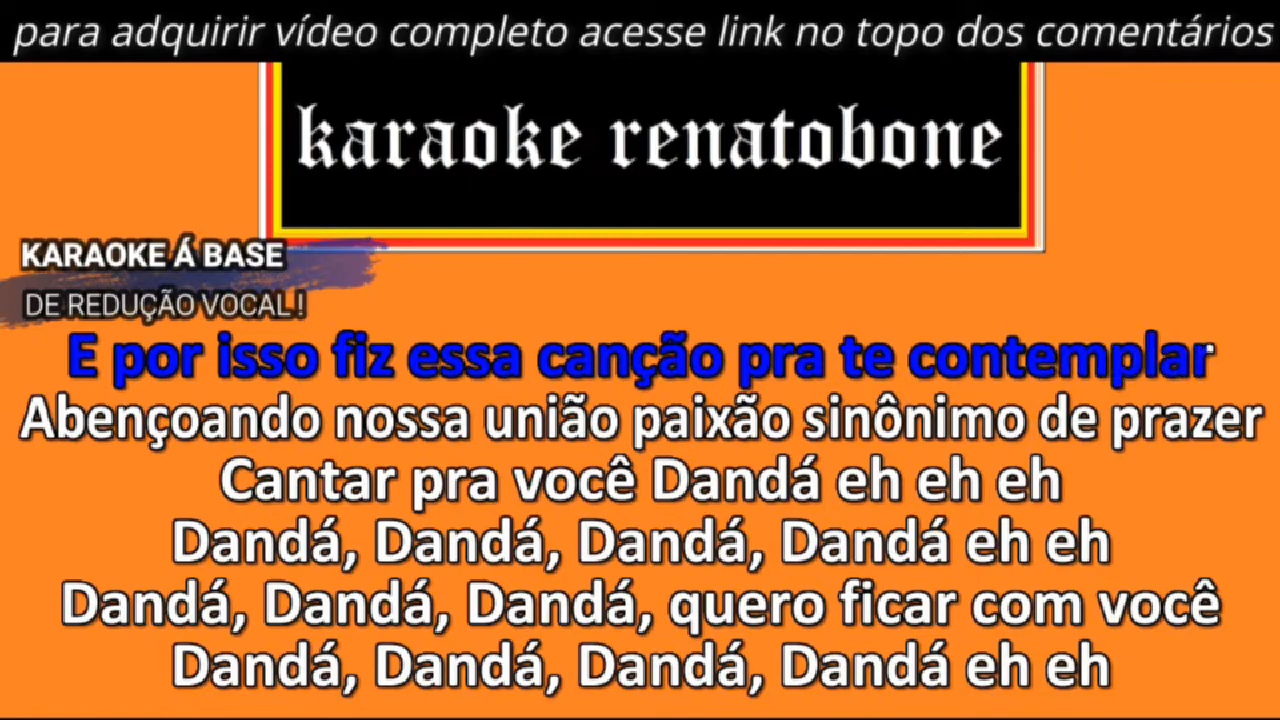 para adquirir vídeo completo acesse link no topo dos comentários
karaoke renatobone
KARAOKE Á BASE
DE REDUÇÃO VOCAL !
E por isso fiz essa canção pra te contemplar
Abençoando nossa união paixão sinônimo de prazer
Cantar pra você Dandá eh eh eh
Dandá, Dandá, Dandá, Dandá eh eh
Dandá, Dandá, Dandá, quero ficar com você
Dandá, Dandá, Dandá, Dandá eh eh